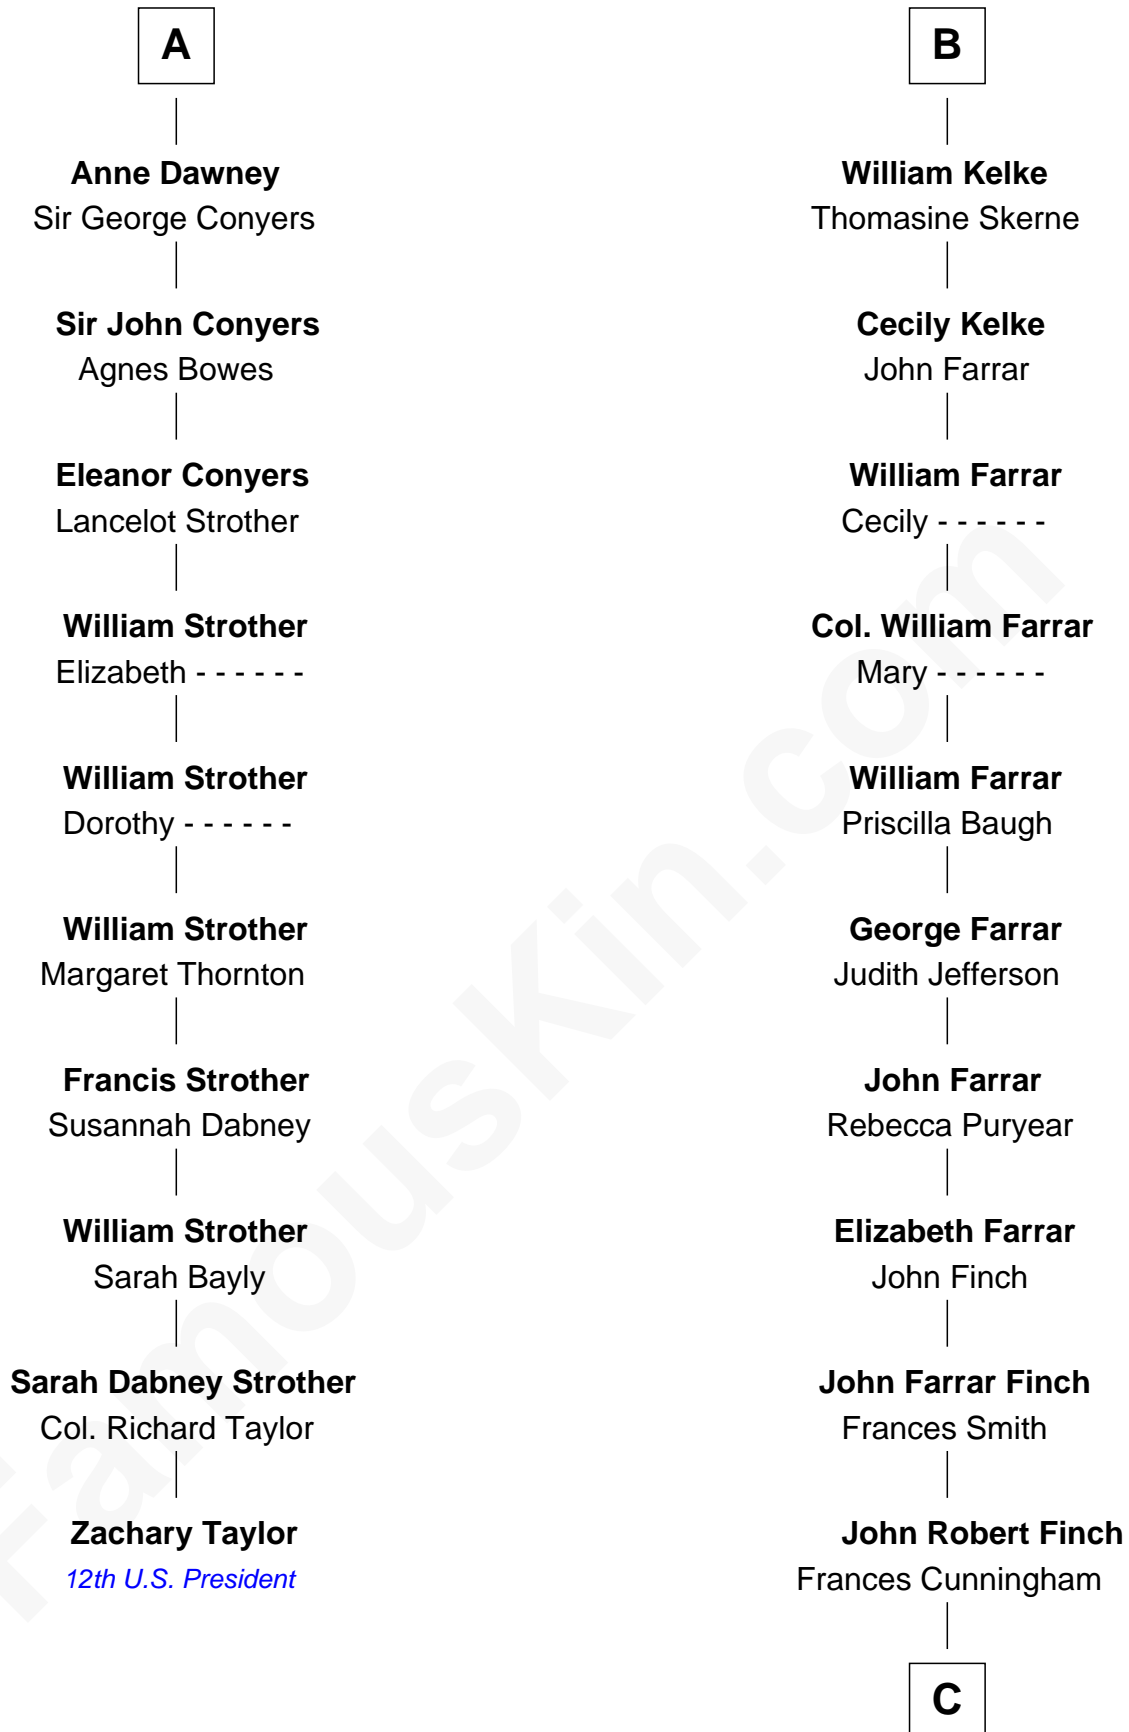 A
Anne Dawney
Sir George Conyers
Sir John Conyers
Agnes Bowes
Eleanor Conyers
Lancelot Strother
William Strother
Elizabeth - - - - - -
William Strother
Dorothy - - - - - -
William Strother
Margaret Thornton
Francis Strother
Susannah Dabney
William Strother
Sarah Bayly
Sarah Dabney Strother
Col. Richard Taylor
Zachary Taylor
12th U.S. President
B
William Kelke
Thomasine Skerne
Cecily Kelke
John Farrar
William Farrar
Cecily - - - - - -
Col. William Farrar
Mary - - - - - -
William Farrar
Priscilla Baugh
George Farrar
Judith Jefferson
John Farrar
Rebecca Puryear
Elizabeth Farrar
John Finch
John Farrar Finch
Frances Smith
John Robert Finch
Frances Cunningham
C
FamousKin.com